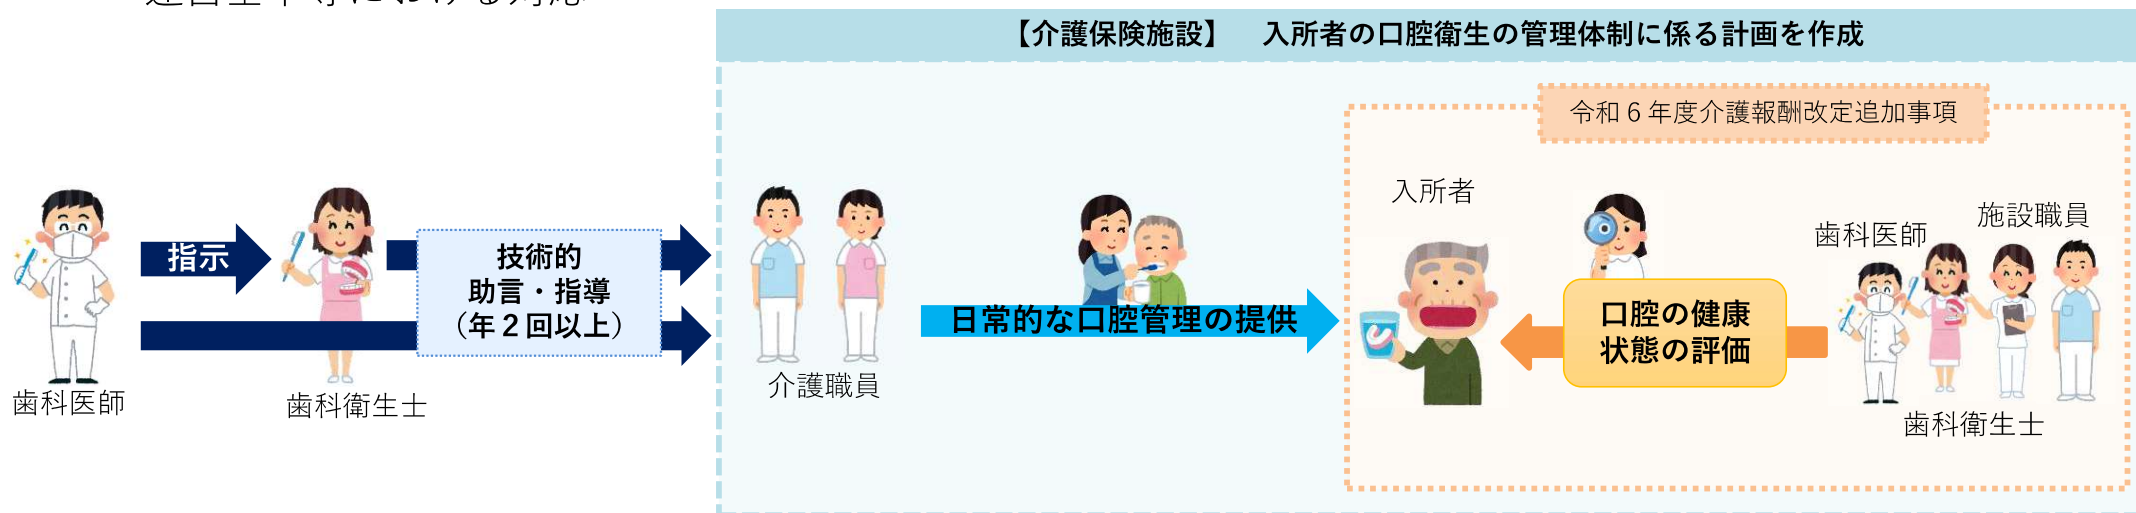 【介護保険施設】　入所者の口腔衛生の管理体制に係る計画を作成
令和６年度介護報酬改定追加事項
指示
技術的
助言・指導
（年２回以上）
歯科医師
歯科衛生士
介護職員
日常的な口腔管理の提供
入所者
口腔の健康
状態の評価
歯科医師
施設職員
歯科衛生士